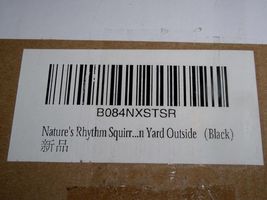 B084NXSTSR
Nature's Rhythm Squirr...n Yard Outside (Black)
新品